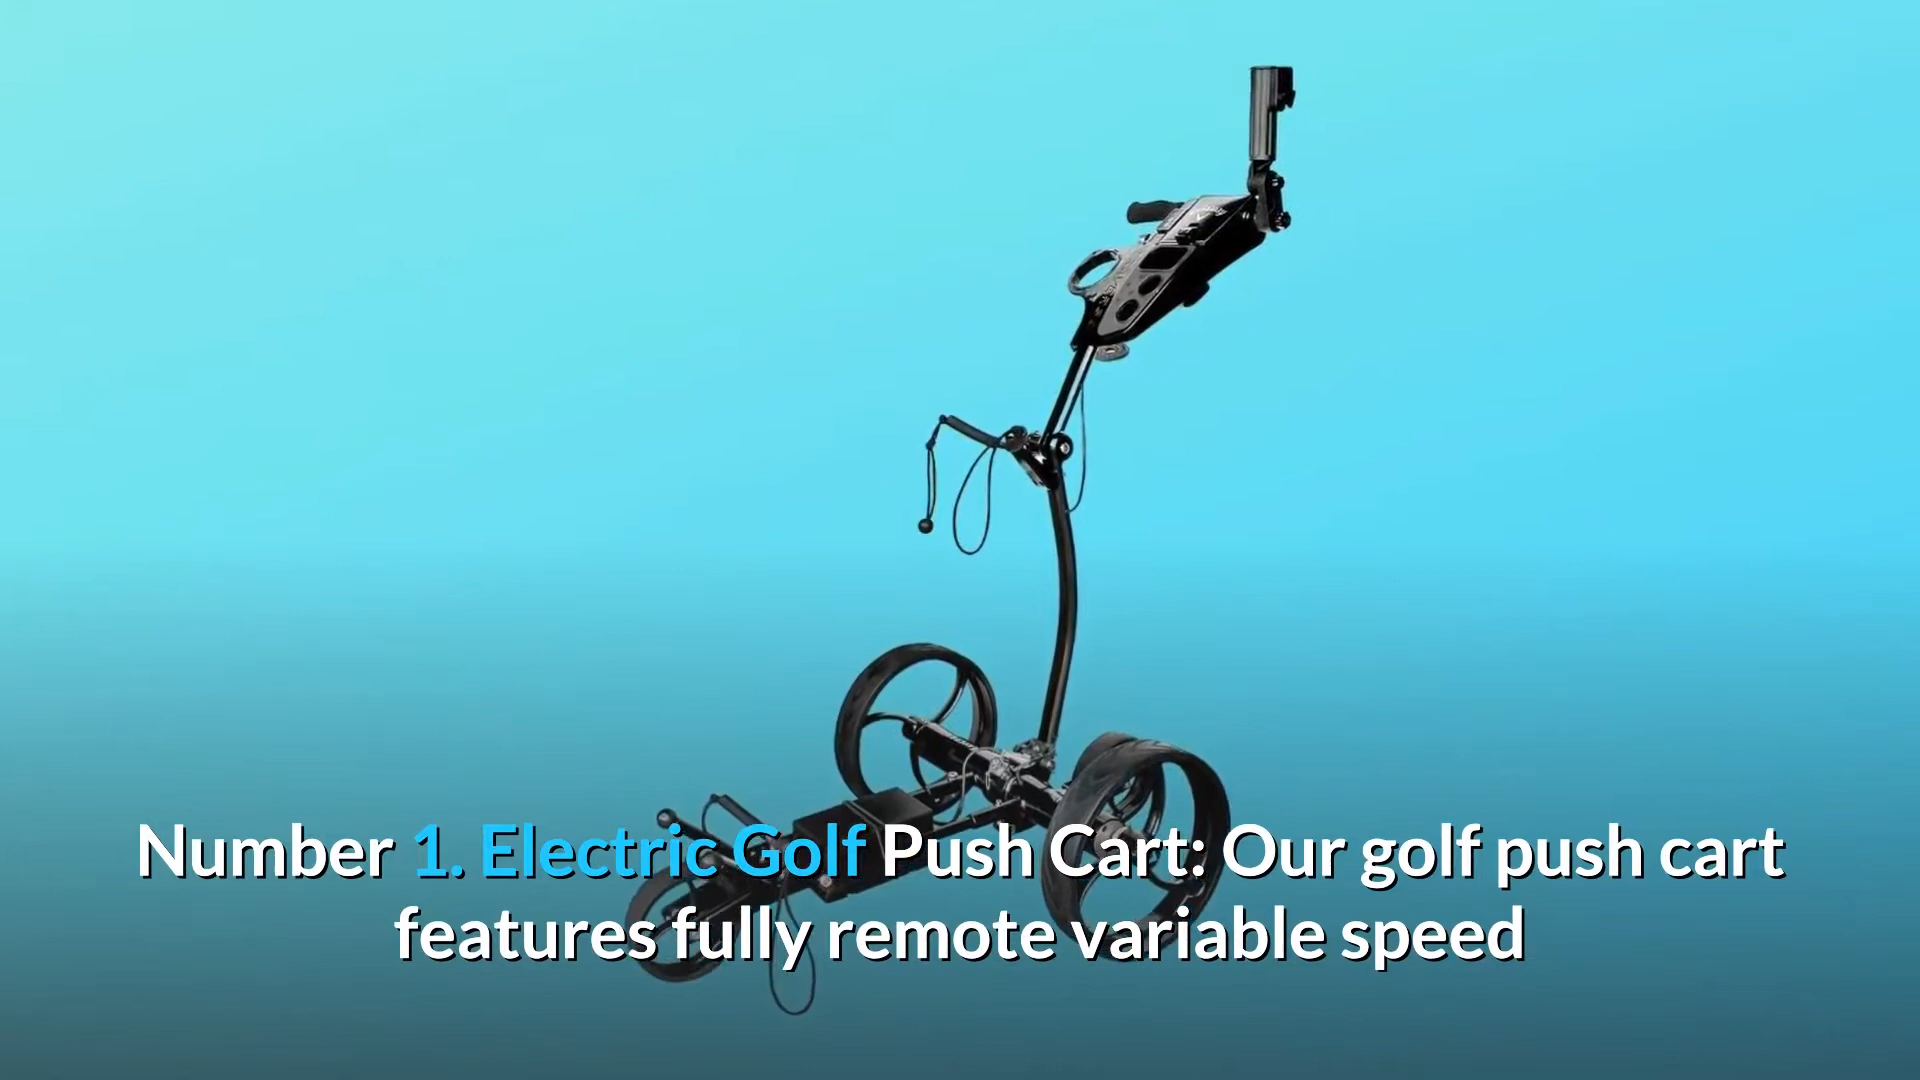 Number 1. Electric Golf Push Cart: Our golf push cart
features fully remote variable speed